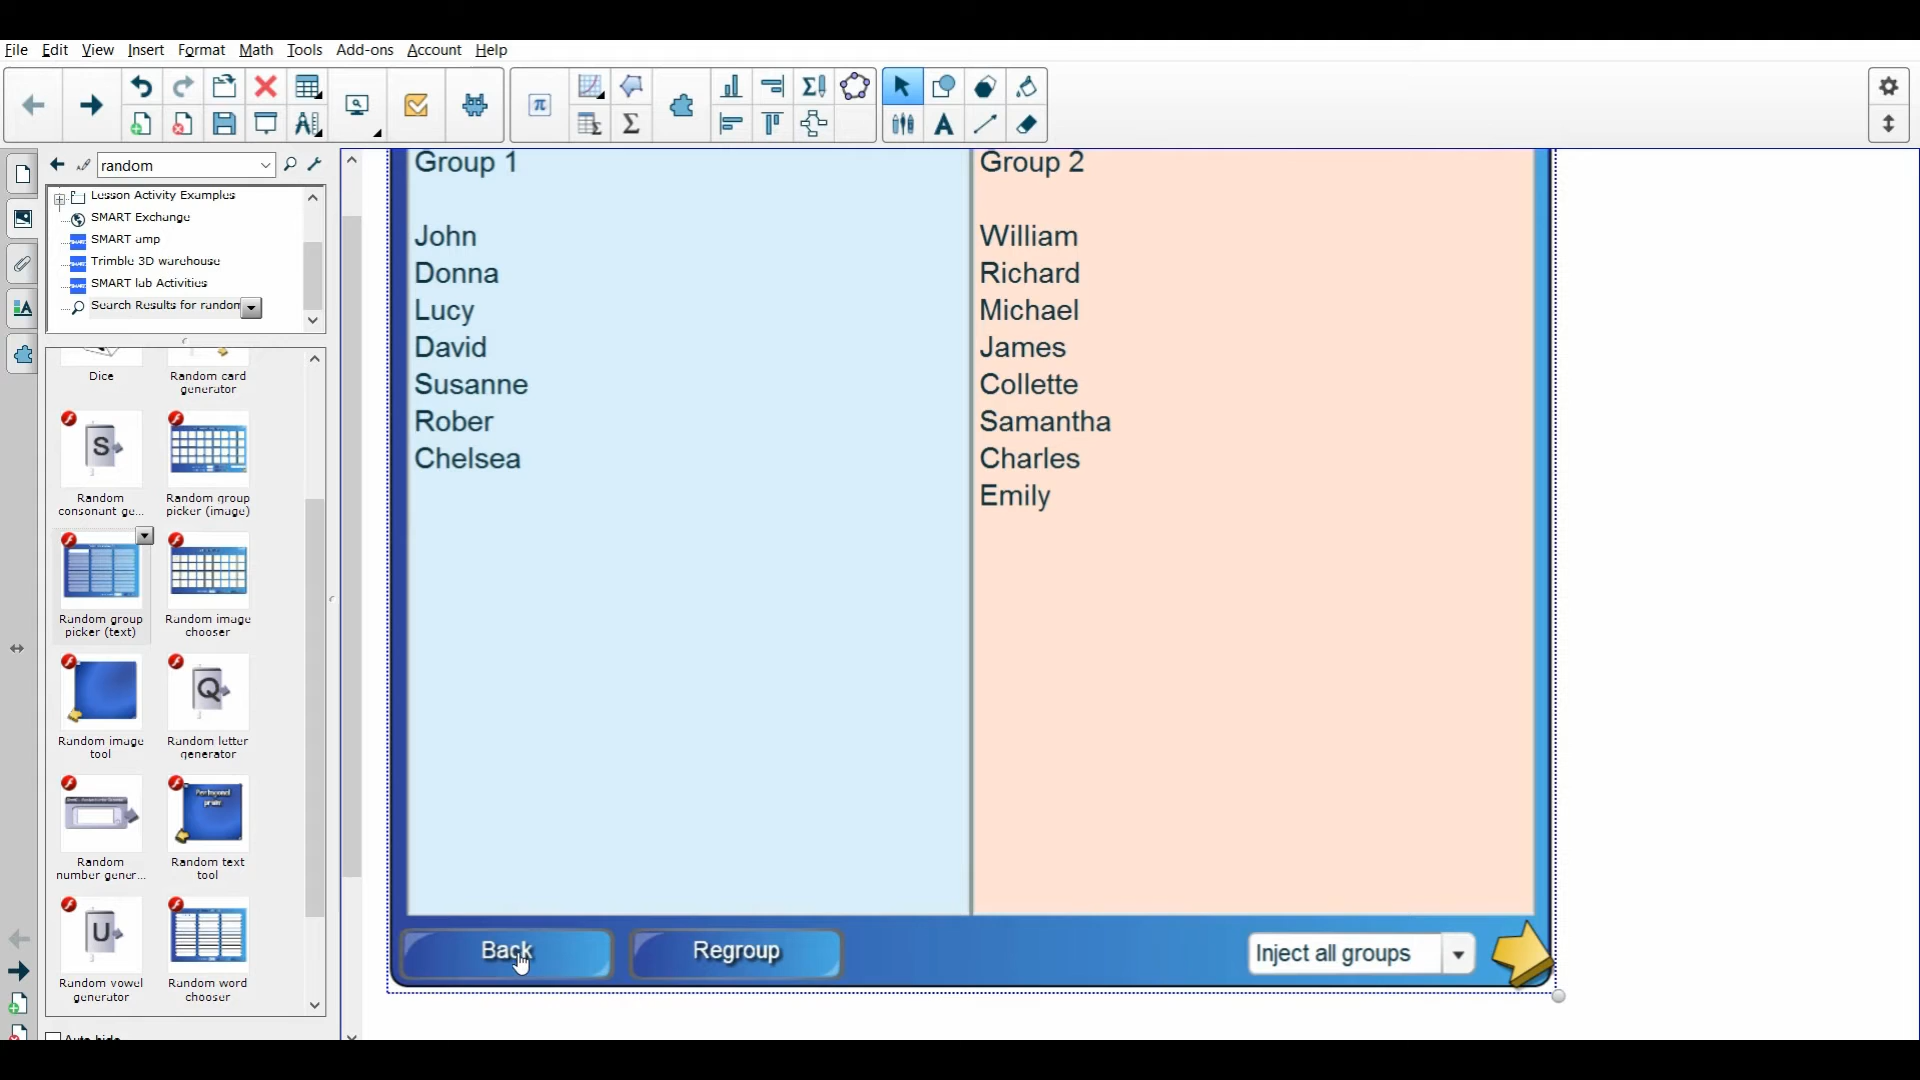 File Edit View Insert Format Math Tools Add-ons Account Help
random
Lesson Activity Examples
SMART Exchange
SMART amp
Trimble 3D warehouse
SMART lab Activities
Search Results for random
Dice
Random card
generator
S
Random
consonant ge...
Random group
picker (image)
Random group
picker (text)
Random image
chooser
Random image
tool
Q
Random letter
generator
Random
number gener...
Random text
tool
U
Random vowel
generator
Random word
chooser
Group 1
John
Donna
Lucy
David
Susanne
Rober
Chelsea
Group 2
William
Richard
Michael
James
Collette
Samantha
Charles
Emily
Back
Regroup
Inject all groups